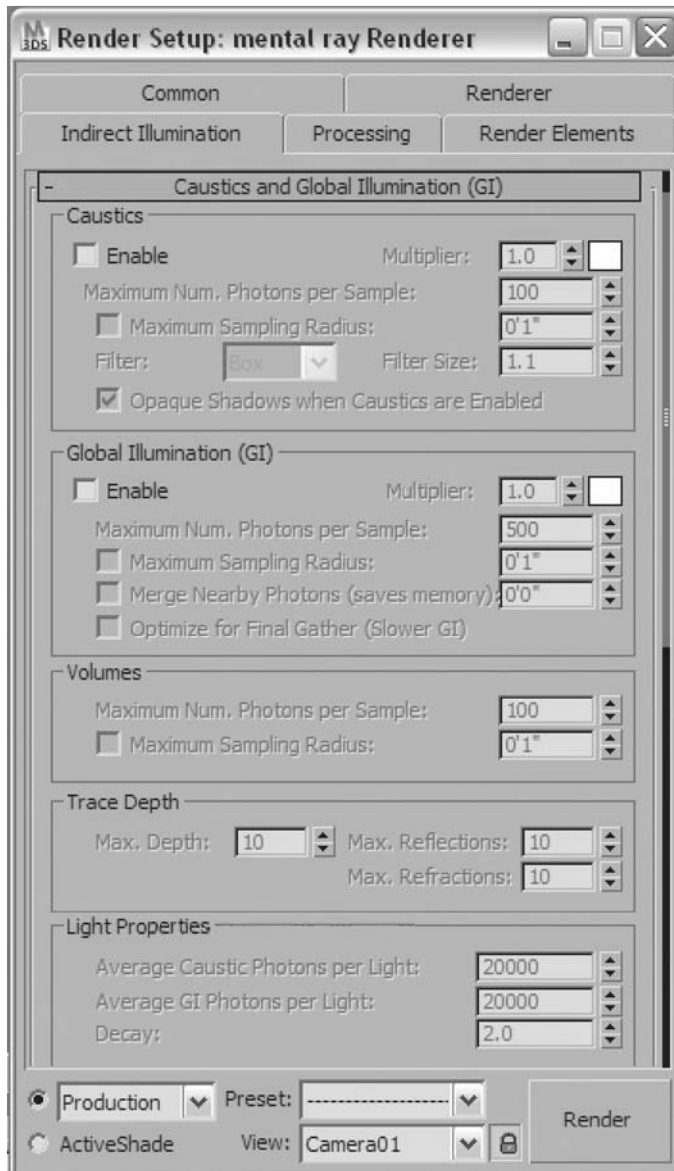 M
3DS Render Setup: mental ray Renderer
Common Renderer
Indirect Illumination Processing Render Elements
- Caustics and Global Illumination (GI) -
Caustics
Enable Multiplier: 1.0
Maximum Num. Photons per Sample: 100
Maximum Sampling Radius: 0'1"
Filter: Box Filter Size: 1.1
Opaque Shadows when Caustics are Enabled
Global Illumination (GI)
Enable Multiplier: 1.0
Maximum Num. Photons per Sample: 500
Maximum Sampling Radius: 0'1"
Merge Nearby Photons (saves memory): 0'0"
Optimize for Final Gather (Slower GI)
Volumes
Maximum Num. Photons per Sample: 100
Maximum Sampling Radius: 0'1"
Trace Depth
Max. Depth: 10 Max. Reflections: 10
Max. Refractions: 10
Light Properties
Average Caustic Photons per Light: 20000
Average GI Photons per Light: 20000
Decay: 2.0
Production Preset: -------------------- Render
ActiveShade View: Camera01